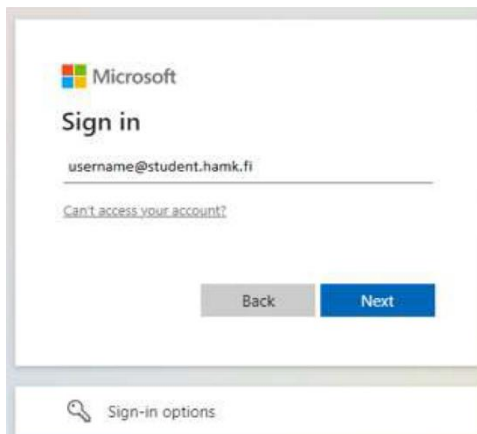 Microsoft
Sign in
username@student.hamk.fi
Can't access your account?
Back Next
Sign-in options